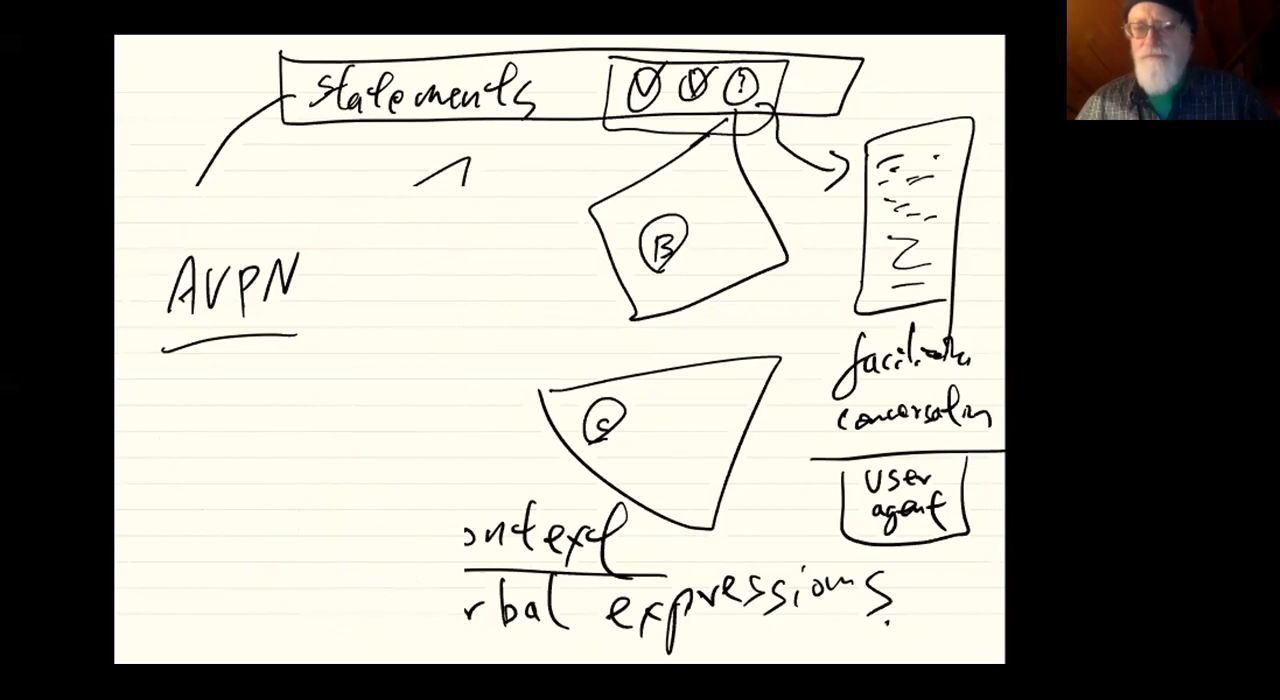 statements
?
B
AVPN
facilitate
conversation
C
user
agent
ontext
rbal expressions.